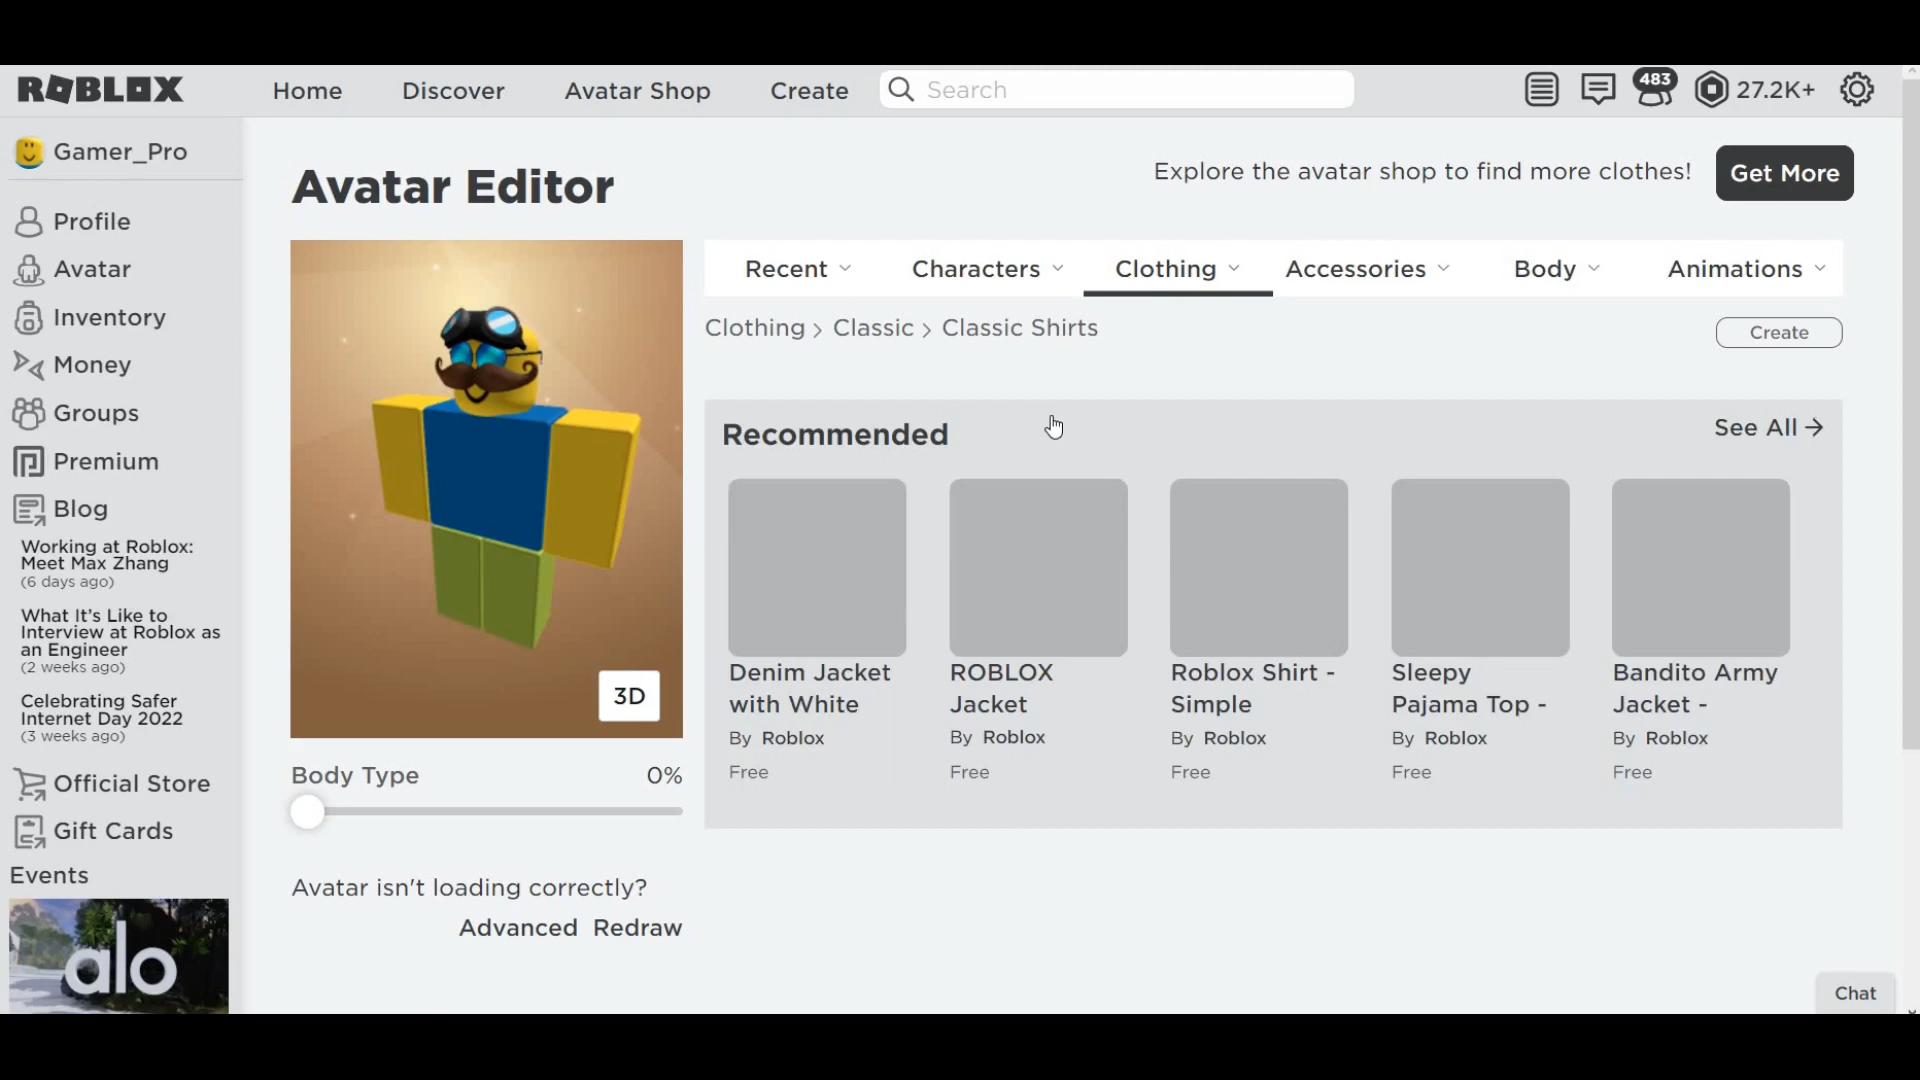 ROBLOX
Home
Discover
Avatar Shop
Create
Search
483
27.2K+
Gamer_Pro
Profile
Avatar
Inventory
Money
Groups
Premium
Blog
Working at Roblox:
Meet Max Zhang
(6 days ago)
What It's Like to
Interview at Roblox as
an Engineer
(2 weeks ago)
Celebrating Safer
Internet Day 2022
(3 weeks ago)
Official Store
Gift Cards
Events
alo
Avatar Editor
Explore the avatar shop to find more clothes!
Get More
3D
Body Type
0%
Avatar isn't loading correctly?
Advanced
Redraw
Recent
Characters
Clothing
Accessories
Body
Animations
Clothing > Classic > Classic Shirts
Create
Recommended
See All →
Denim Jacket
with White
By Roblox
Free
ROBLOX
Jacket
By Roblox
Free
Roblox Shirt -
Simple
By Roblox
Free
Sleepy
Pajama Top -
By Roblox
Free
Bandito Army
Jacket -
By Roblox
Free
Chat